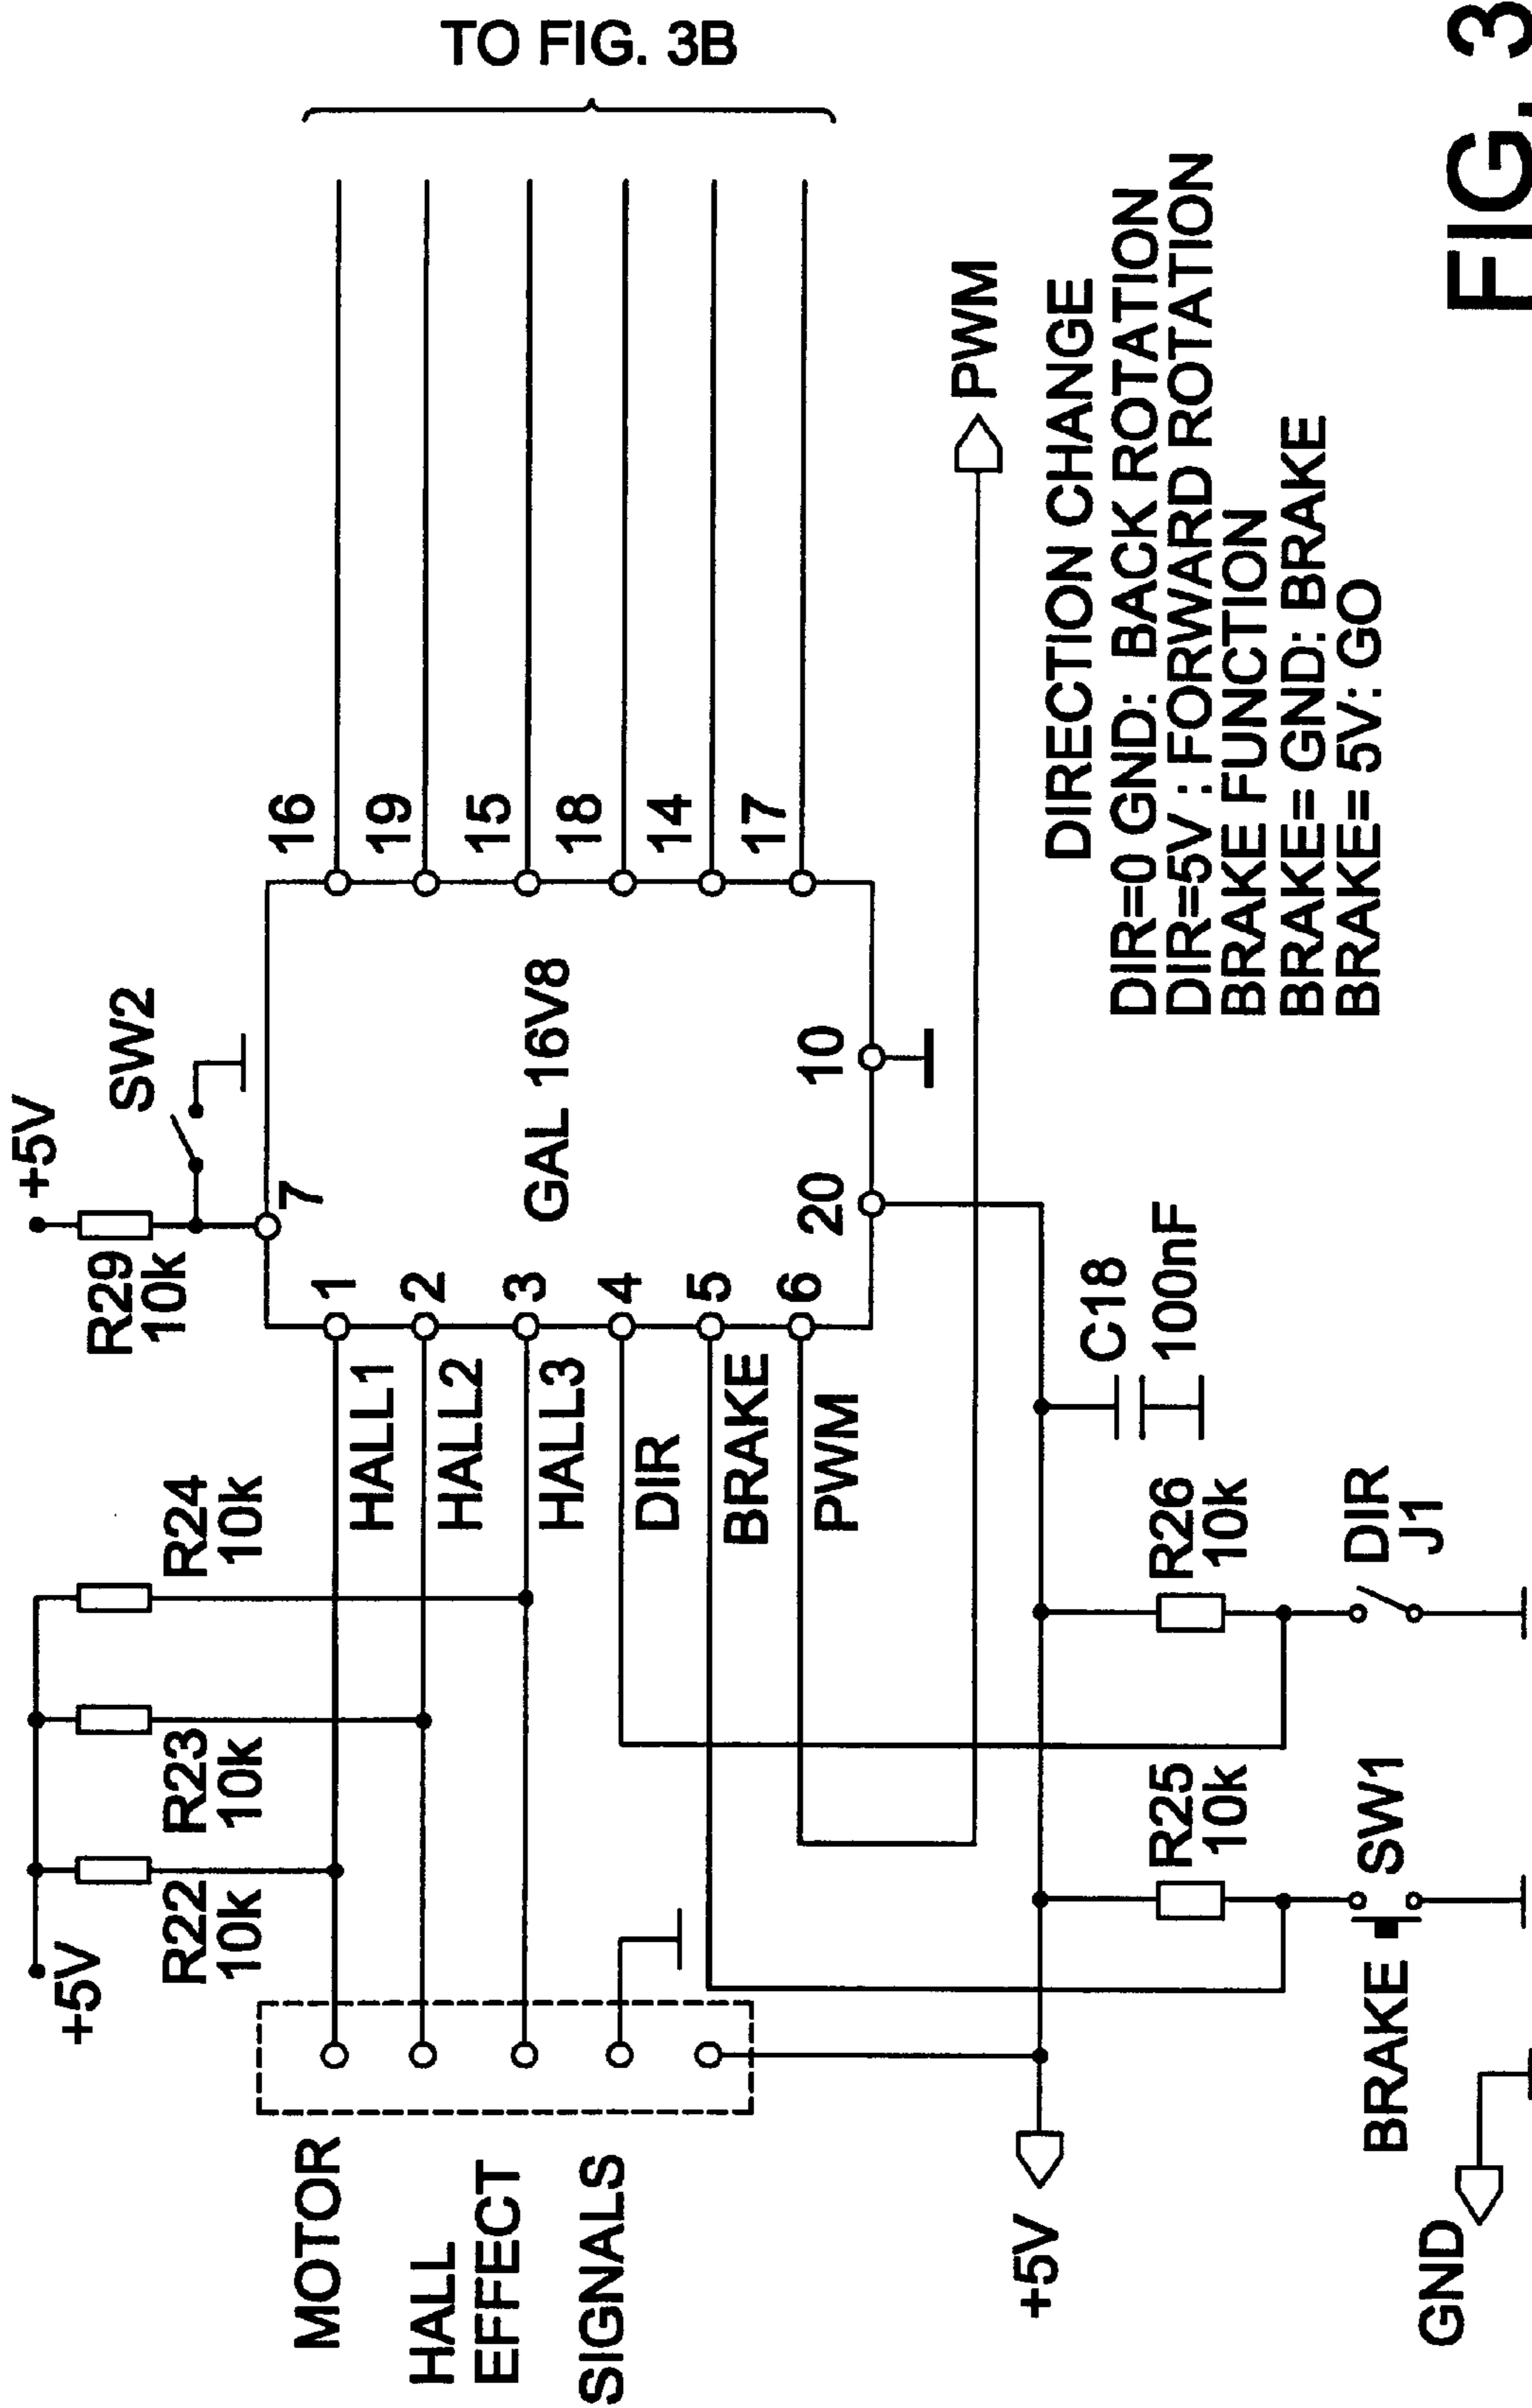 +5V
R22
10k
R23
10k
R24
10k
R29
10k
+5V
SW2
TO FIG. 3B
MOTOR
HALL
EFFECT
SIGNALS
HALL1
HALL2
HALL3
DIR
BRAKE
PWM
1
2
3
4
5
6
7
GAL 16V8
20
10
16
19
15
18
14
17
PWM
+5V
R25
10k
R26
10k
C18
100nF
BRAKE
SW1
DIR
J1
GND
DIRECTION CHANGE
DIR=0 GND: BACK ROTATION
DIR=5V : FORWARD ROTATION
BRAKE FUNCTION
BRAKE= GND: BRAKE
BRAKE= 5V: GO
FIG. 3